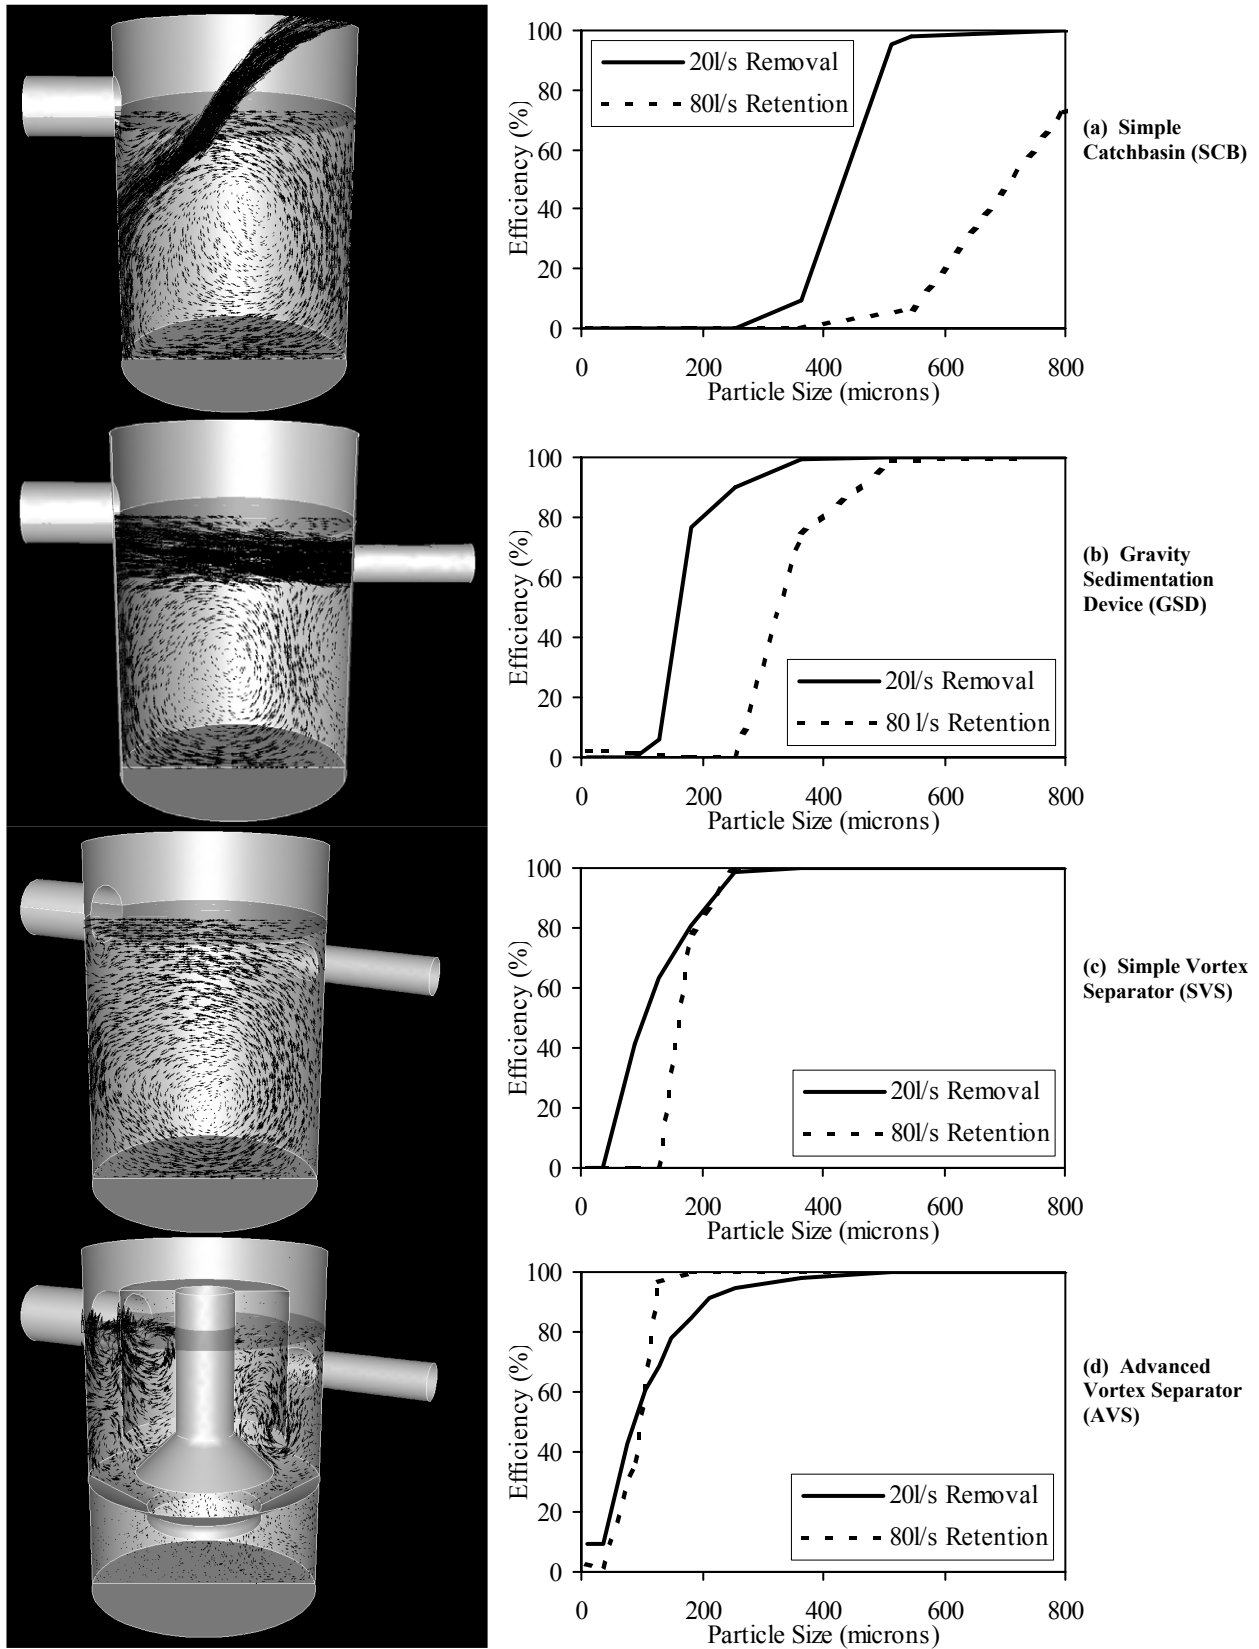 100
80
60
40
20
0
Efficiency (%)
20l/s Removal
80l/s Retention
0 200 400 600 800
Particle Size (microns)
(a) Simple
Catchbasin (SCB)
100
80
60
40
20
0
Efficiency (%)
20l/s Removal
80 l/s Retention
0 200 400 600 800
Particle Size (microns)
(b) Gravity
Sedimentation
Device (GSD)
100
80
60
40
20
0
Efficiency (%)
20l/s Removal
80l/s Retention
0 200 400 600 800
Particle Size (microns)
(c) Simple Vortex
Separator (SVS)
100
80
60
40
20
0
Efficiency (%)
20l/s Removal
80l/s Retention
0 200 400 600 800
Particle Size (microns)
(d) Advanced
Vortex Separator
(AVS)